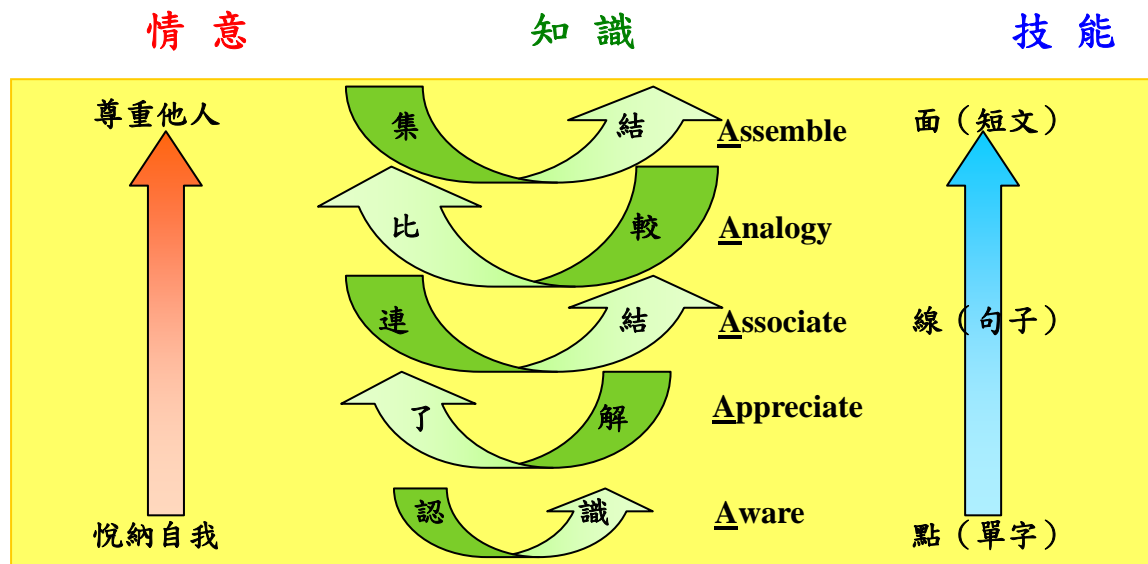 情 意 知 識 技 能
尊重他人 集 結 Assemble 面（短文）
比 較 Analogy
連 結 Associate 線（句子）
了 解 Appreciate
悅納自我 認 識 Aware 點（單字）